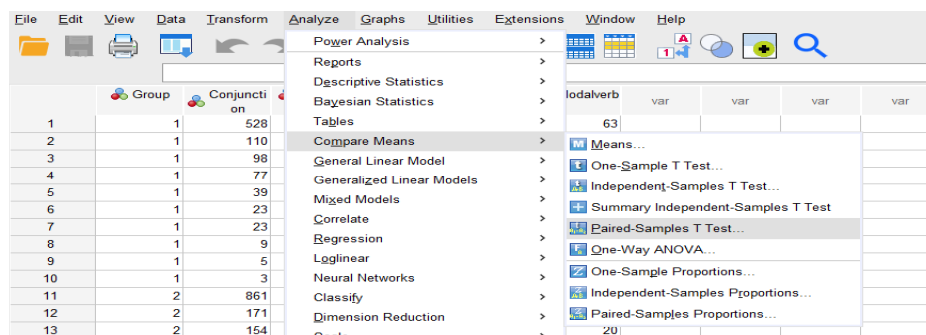 File Edit View Data Transform Analyze Graphs Utilities Extensions Window Help
Power Analysis >
Reports >
Descriptive Statistics >
Bayesian Statistics >
Tables >
Compare Means >
General Linear Model >
Generalized Linear Models >
Mixed Models >
Correlate >
Regression >
Loglinear >
Neural Networks >
Classify >
Dimension Reduction >
Means...
One-Sample T Test...
Independent-Samples T Test...
Summary Independent-Samples T Test
Paired-Samples T Test...
One-Way ANOVA...
One-Sample Proportions...
Independent-Samples Proportions...
Paired-Samples Proportions...
Group Conjuncti on lodalverb var var var var
1 1 528 63
2 1 110
3 1 98
4 1 77
5 1 39
6 1 23
7 1 23
8 1 9
9 1 5
10 1 3
11 2 861
12 2 171
13 2 154 20